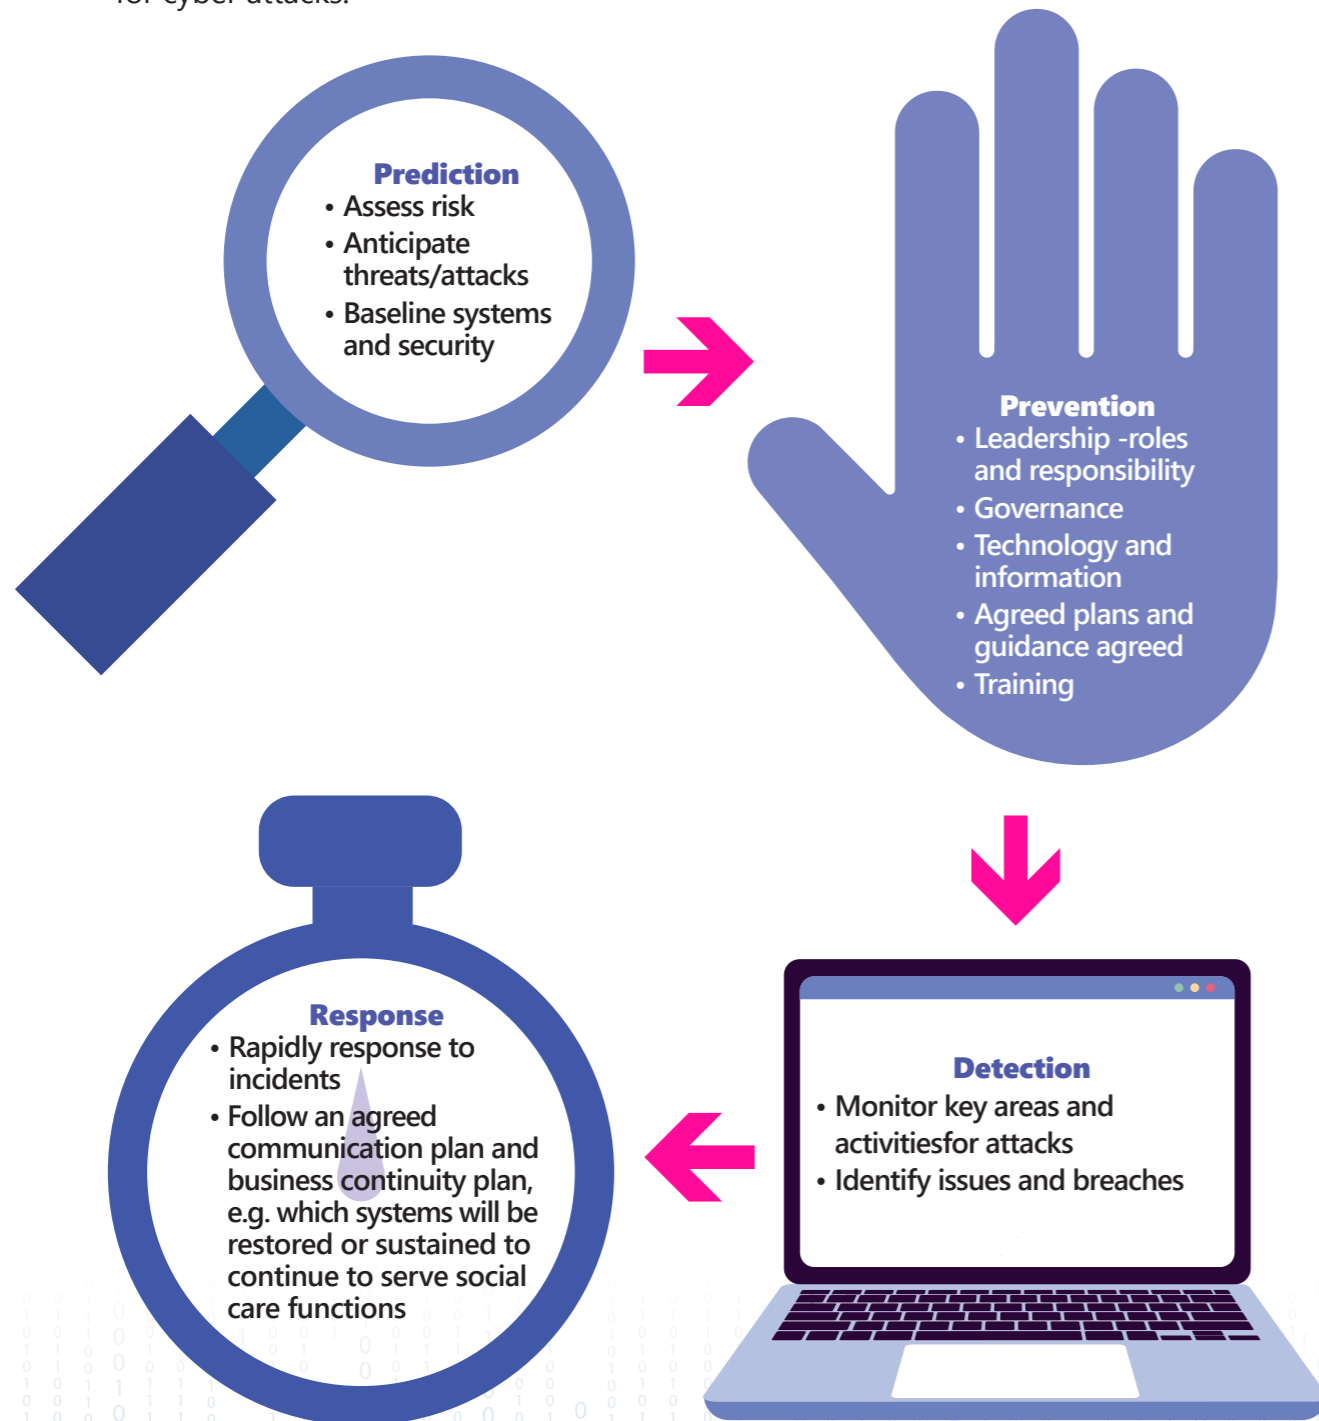 for cyber attacks.
Prediction
• Assess risk
• Anticipate
threats/attacks
• Baseline systems
and security
Prevention
• Leadership -roles
and responsibility
• Governance
• Technology and
information
• Agreed plans and
guidance agreed
• Training
Detection
• Monitor key areas and
activitiesfor attacks
• Identify issues and breaches
Response
• Rapidly response to
incidents
• Follow an agreed
communication plan and
business continuity plan,
e.g. which systems will be
restored or sustained to
continue to serve social
care functions